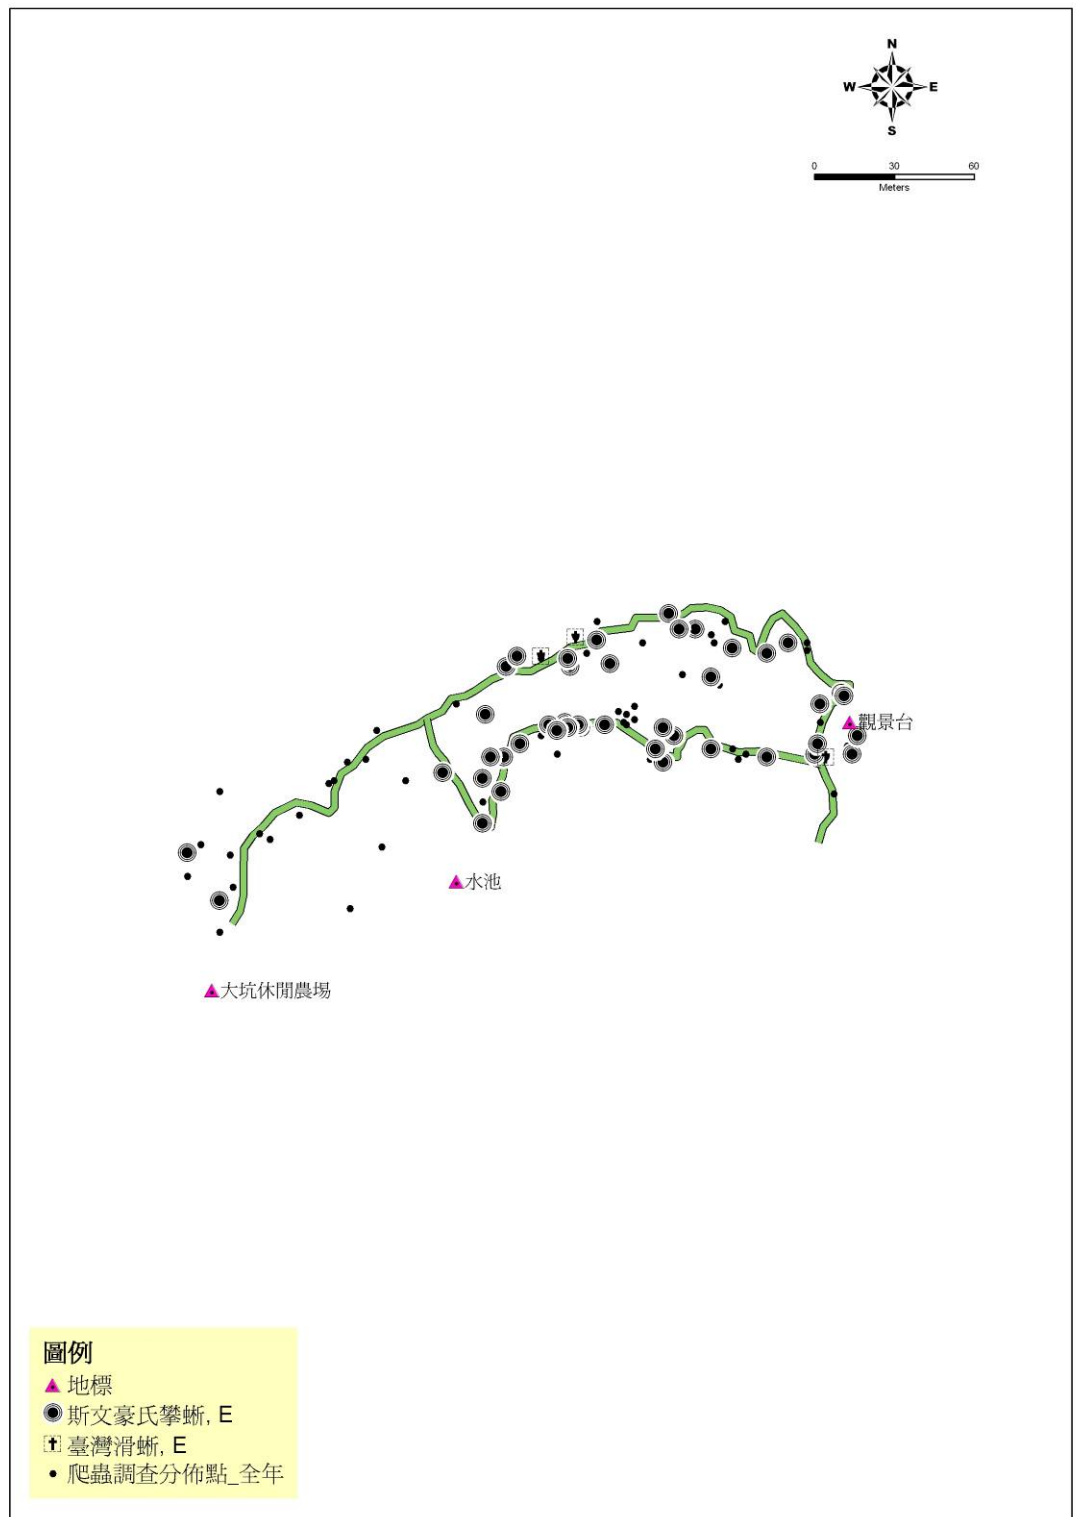 N
W E
S
0 30 60
Meters
觀景台
水池
大坑休閒農場
圖例
地標
斯文豪氏攀蜥, E
臺灣滑蜥, E
爬蟲調查分佈點_全年